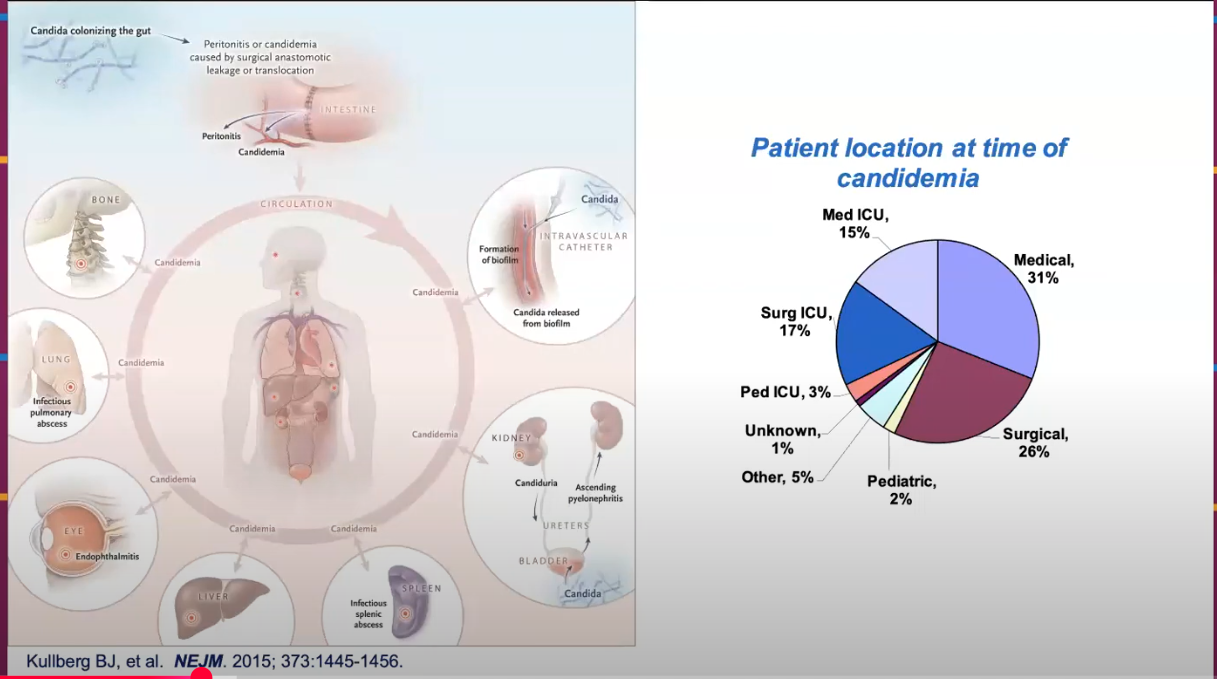 Candida colonizing the gut
Peritonitis or candidemia
caused by surgical anastomotic
leakage or translocation
INTESTINE
Peritonitis
Candidemia
CIRCULATION
BONE
Candidemia
LUNG
Infectious
pulmonary
abscess
Candidemia
EYE
Endophthalmitis
Candidemia
LIVER
Candidemia
SPLEEN
Infectious
splenic
abscess
Candidemia
Candida
INTRAVASCULAR
CATHETER
Formation
of biofilm
Candida released
from biofilm
Candidemia
KIDNEY
Candiduria
Ascending
pyelonephritis
URETERS
BLADDER
Candida
Candidemia
Kullberg BJ, et al. NEJM. 2015; 373:1445-1456.
Patient location at time of
candidemia
Med ICU,
15%
Medical,
31%
Surg ICU,
17%
Ped ICU, 3%
Unknown,
1%
Other, 5%
Pediatric,
2%
Surgical,
26%